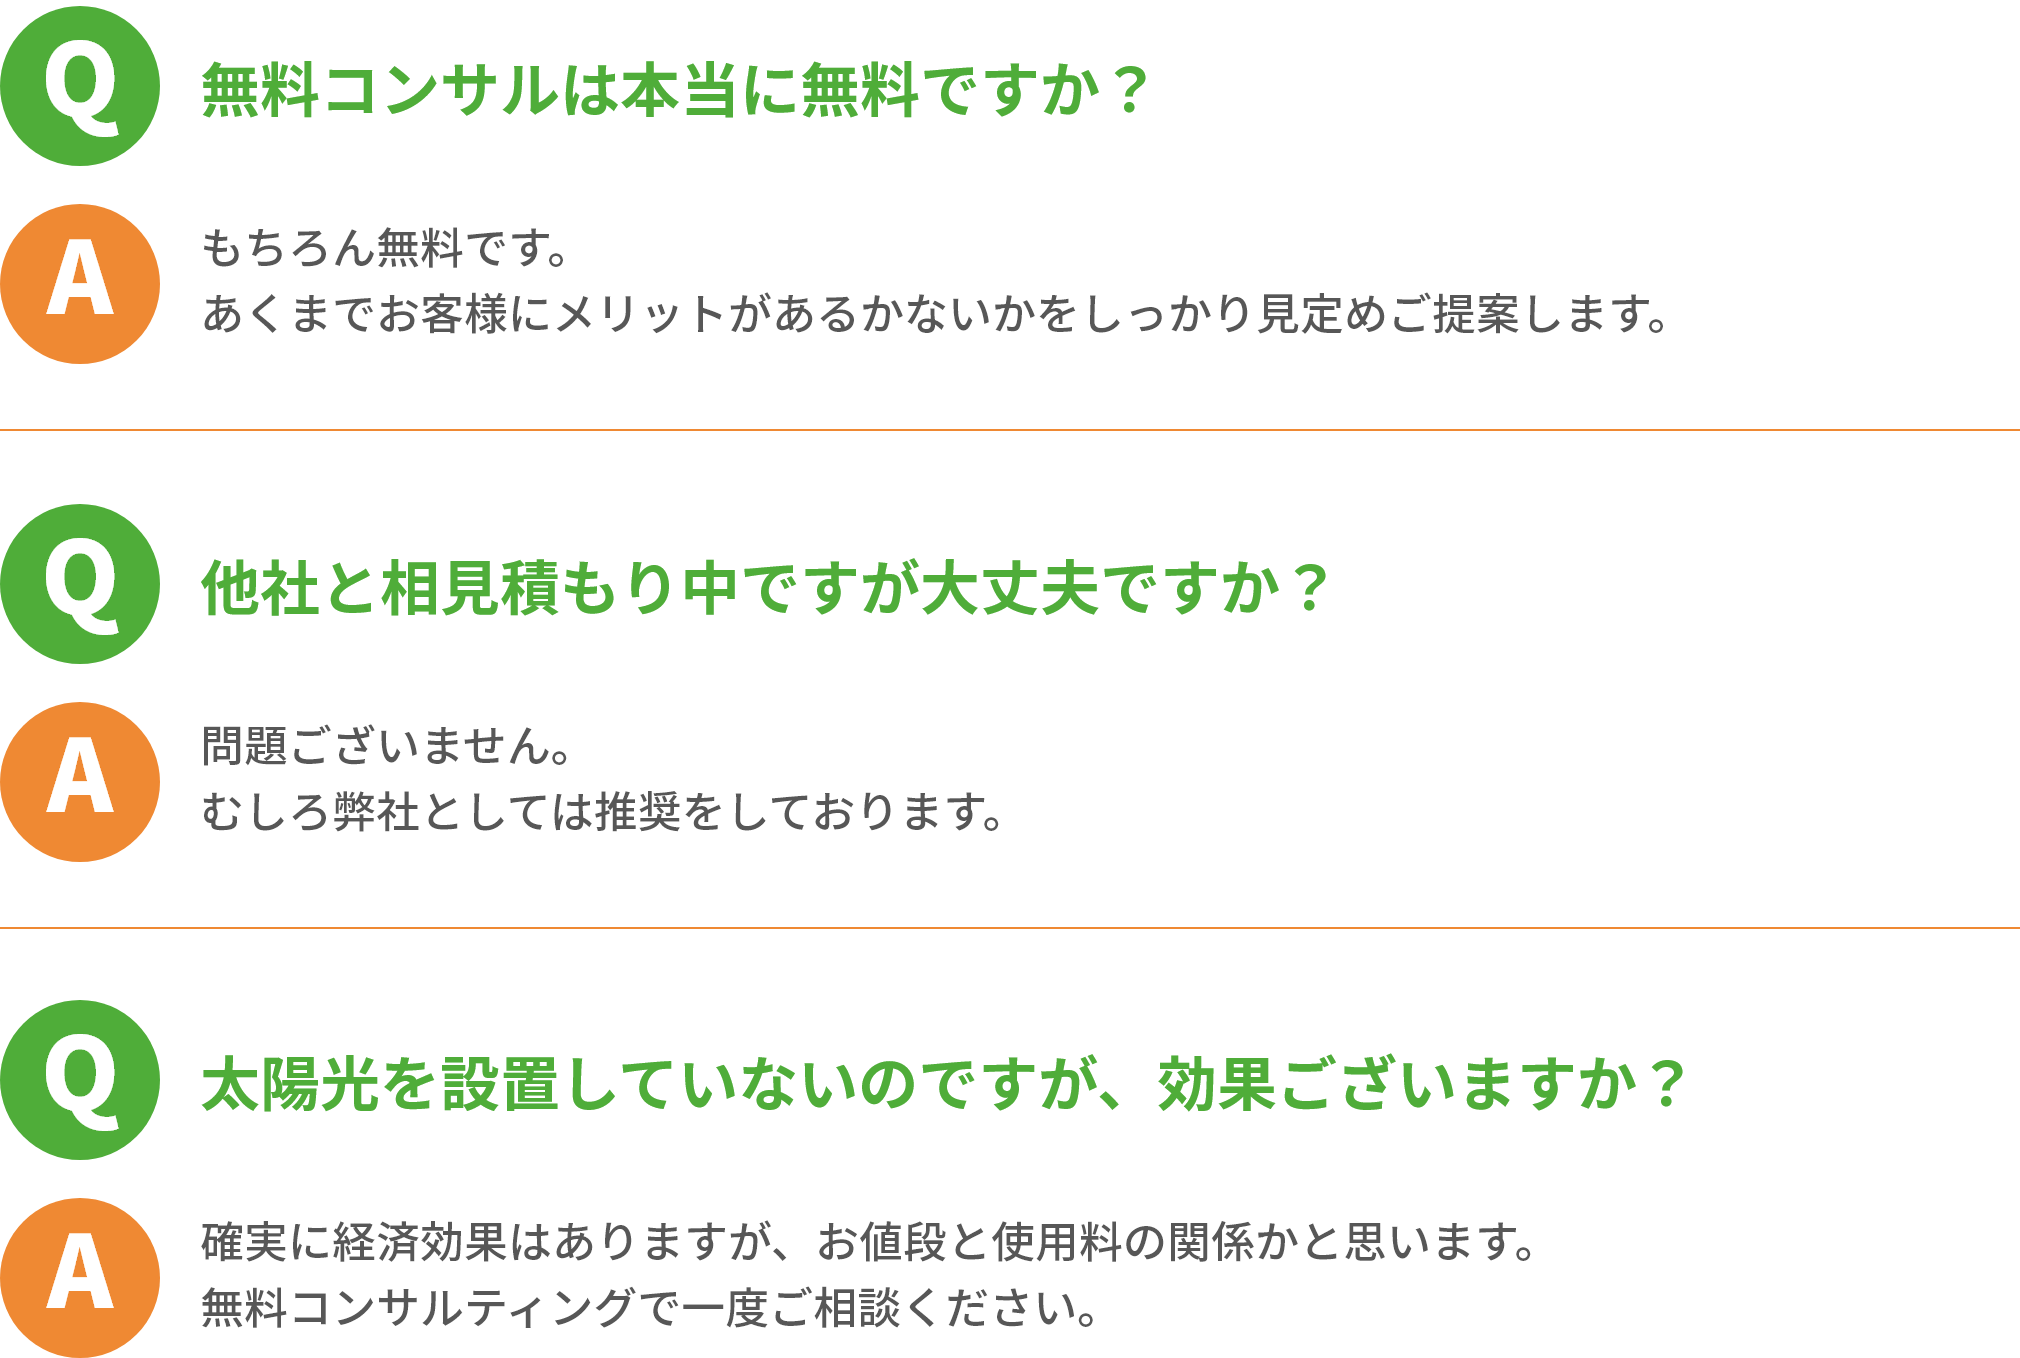 Q
無料コンサルは本当に無料ですか？
A
もちろん無料です。
あくまでお客様にメリットがあるかないかをしっかり見定めご提案します。
Q
他社と相見積もり中ですが大丈夫ですか？
A
問題ございません。
むしろ弊社としては推奨をしております。
Q
太陽光を設置していないのですが、効果ございますか？
A
確実に経済効果はありますが、お値段と使用料の関係かと思います。
無料コンサルティングで一度ご相談ください。